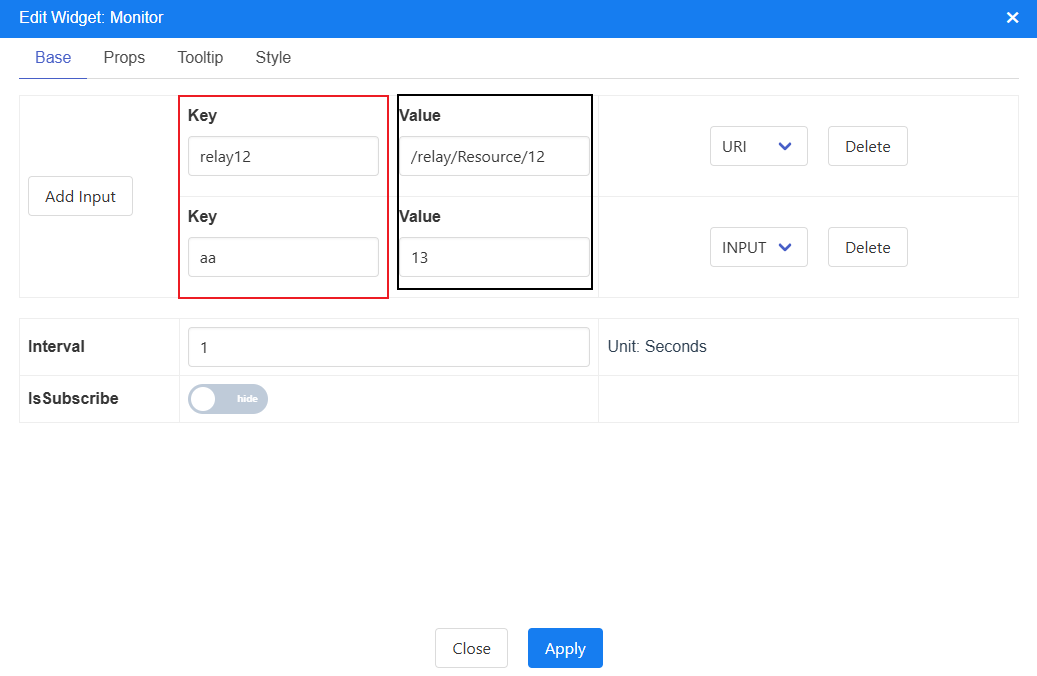 Edit Widget: Monitor
Base Props Tooltip Style
Key Value
relay12 /relay/Resource/12 URI Delete
Add Input
Key Value
aa 13 INPUT Delete
Interval 1 Unit: Seconds
IsSubscribe hide
Close Apply